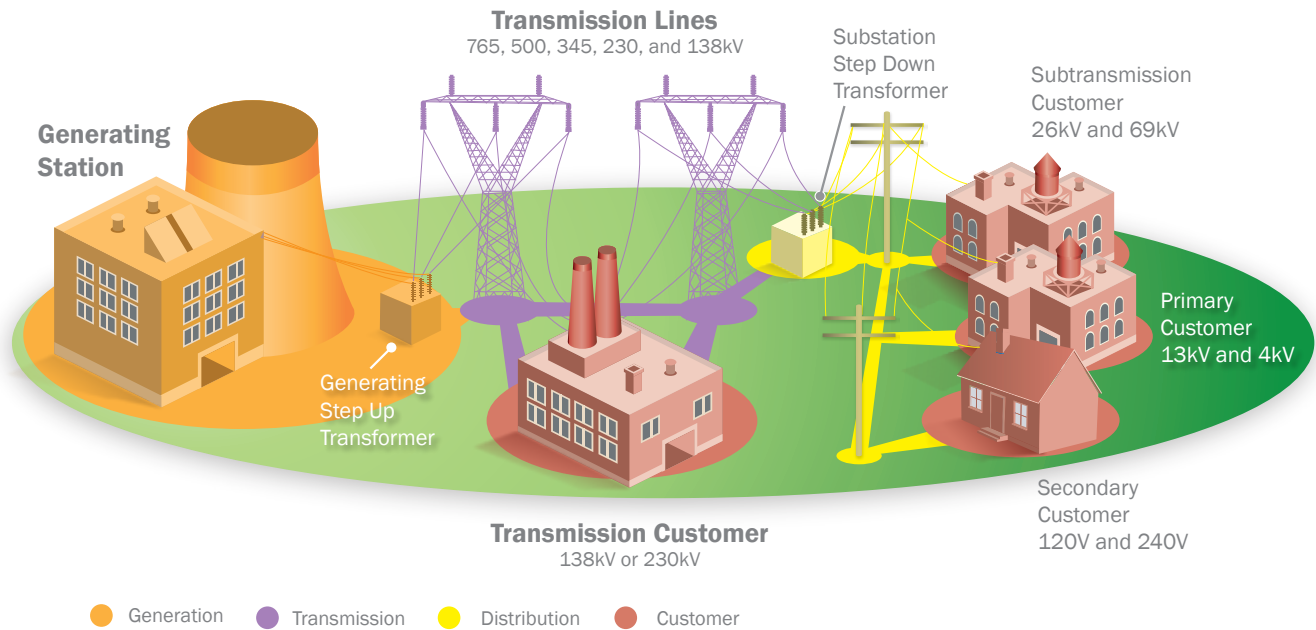 Transmission Lines
765, 500, 345, 230, and 138kV
Substation
Step Down
Transformer
Subtransmission
Customer
26kV and 69kV
Generating
Station
Primary
Customer
13kV and 4kV
Generating
Step Up
Transformer
Secondary
Customer
120V and 240V
Transmission Customer
138kV or 230kV
Generation
Transmission
Distribution
Customer